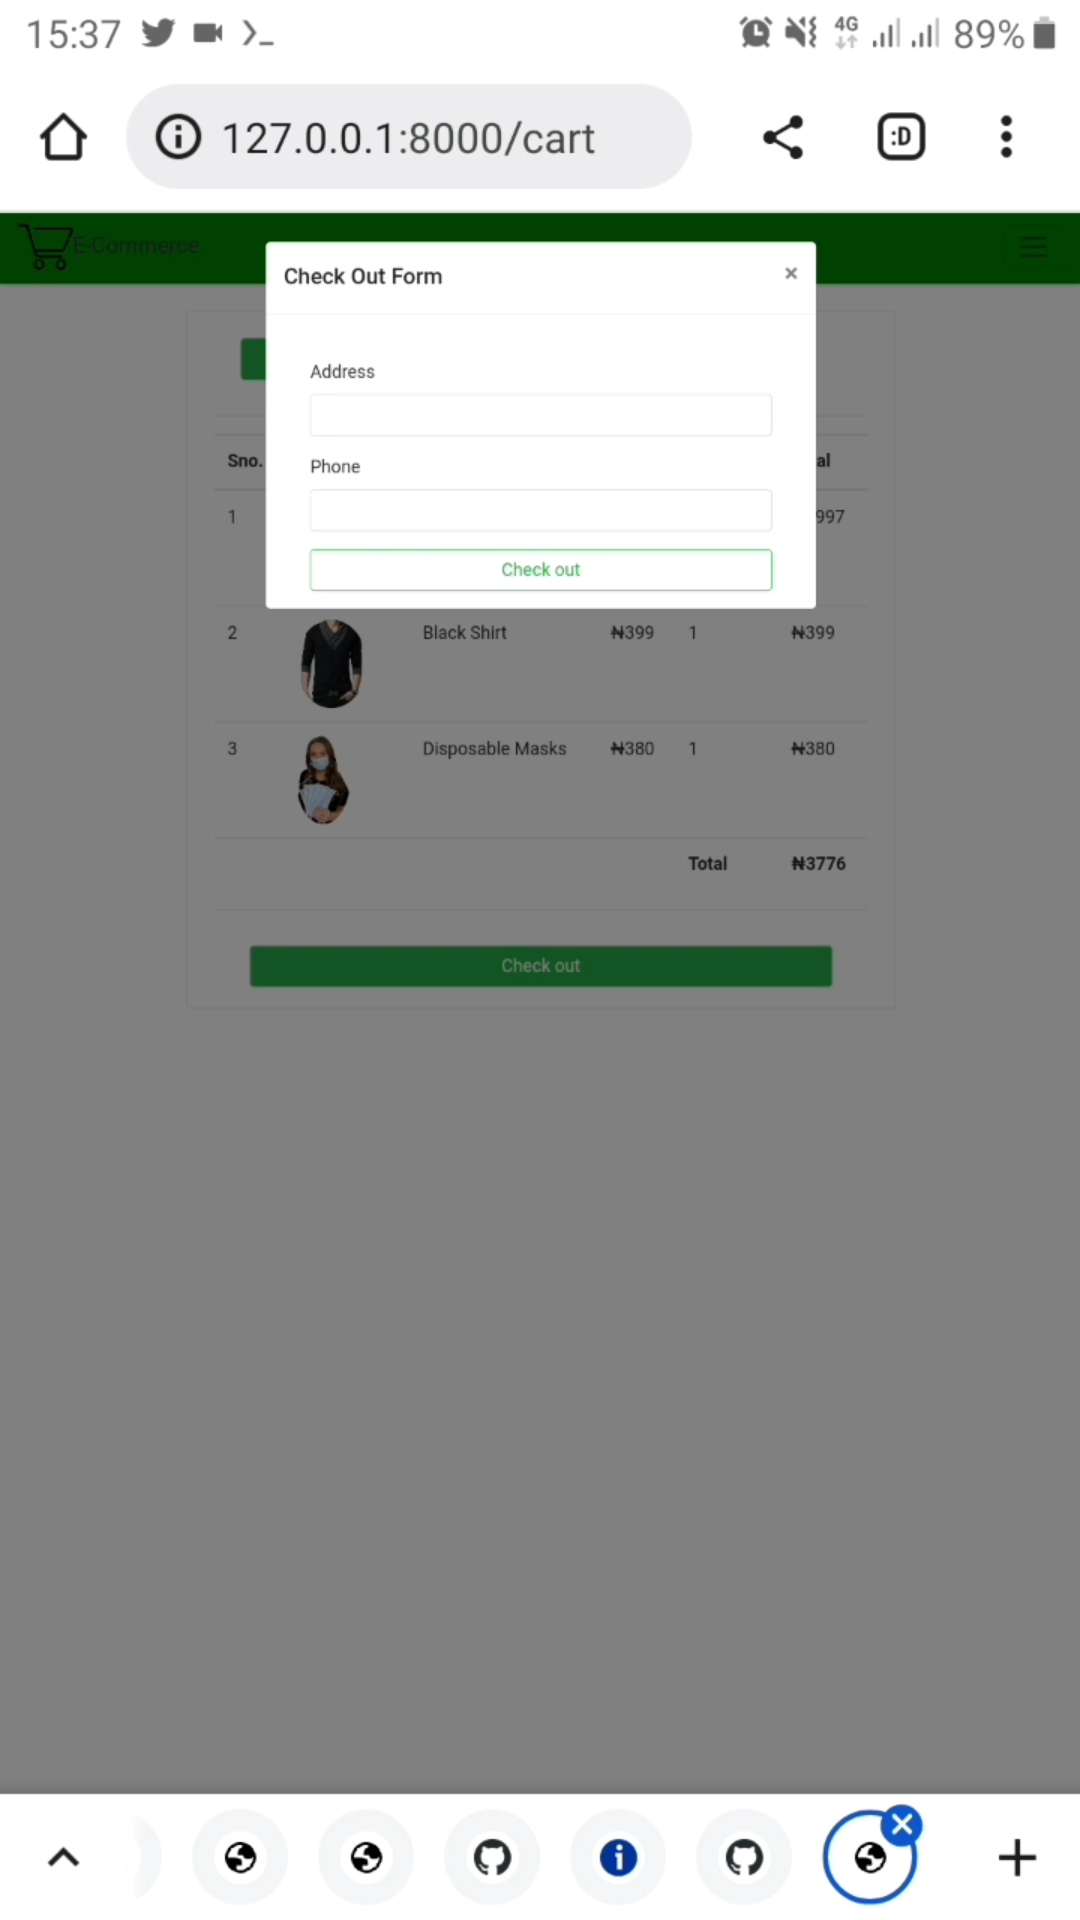 15:37 4G 89%
127.0.0.1:8000/cart
:D
E-Commerce
Check Out Form ×
Address
Sno. Phone al
1 997
Check out
2 Black Shirt ₦399 1 ₦399
3 Disposable Masks ₦380 1 ₦380
Total ₦3776
Check out